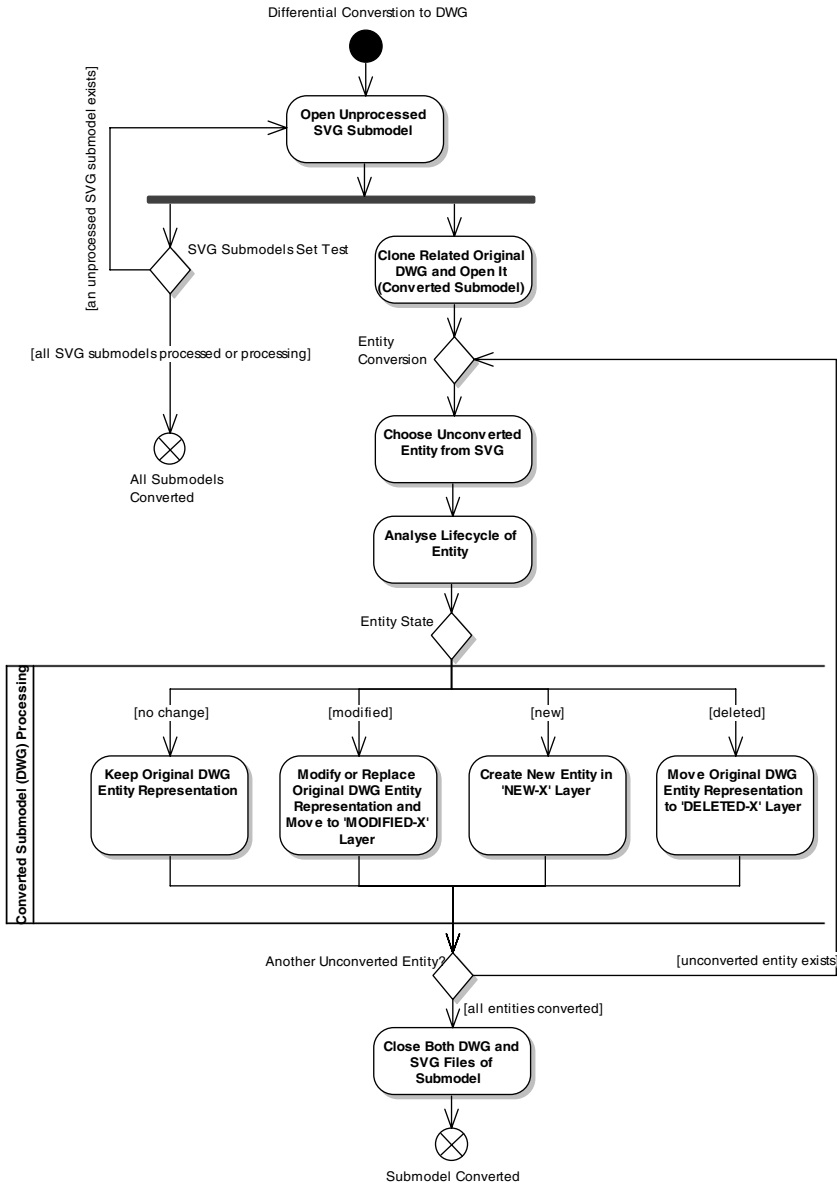 Differential Converstion to DWG
Open Unprocessed
SVG Submodel
[an unprocessed SVG submodel exists]
SVG Submodels Set Test
Clone Related Original
DWG and Open It
(Converted Submodel)
[all SVG submodels processed or processing]
Entity
Conversion
Choose Unconverted
Entity from SVG
All Submodels
Converted
Analyse Lifecycle of
Entity
Entity State
Converted Submodel (DWG) Processing
[no change]
[modified]
[new]
[deleted]
Keep Original DWG
Entity Representation
Modify or Replace
Original DWG Entity
Representation and
Move to 'MODIFIED-X'
Layer
Create New Entity in
'NEW-X' Layer
Move Original DWG
Entity Representation
to 'DELETED-X' Layer
Another Unconverted Entity?
[unconverted entity exists]
[all entities converted]
Close Both DWG and
SVG Files of
Submodel
Submodel Converted